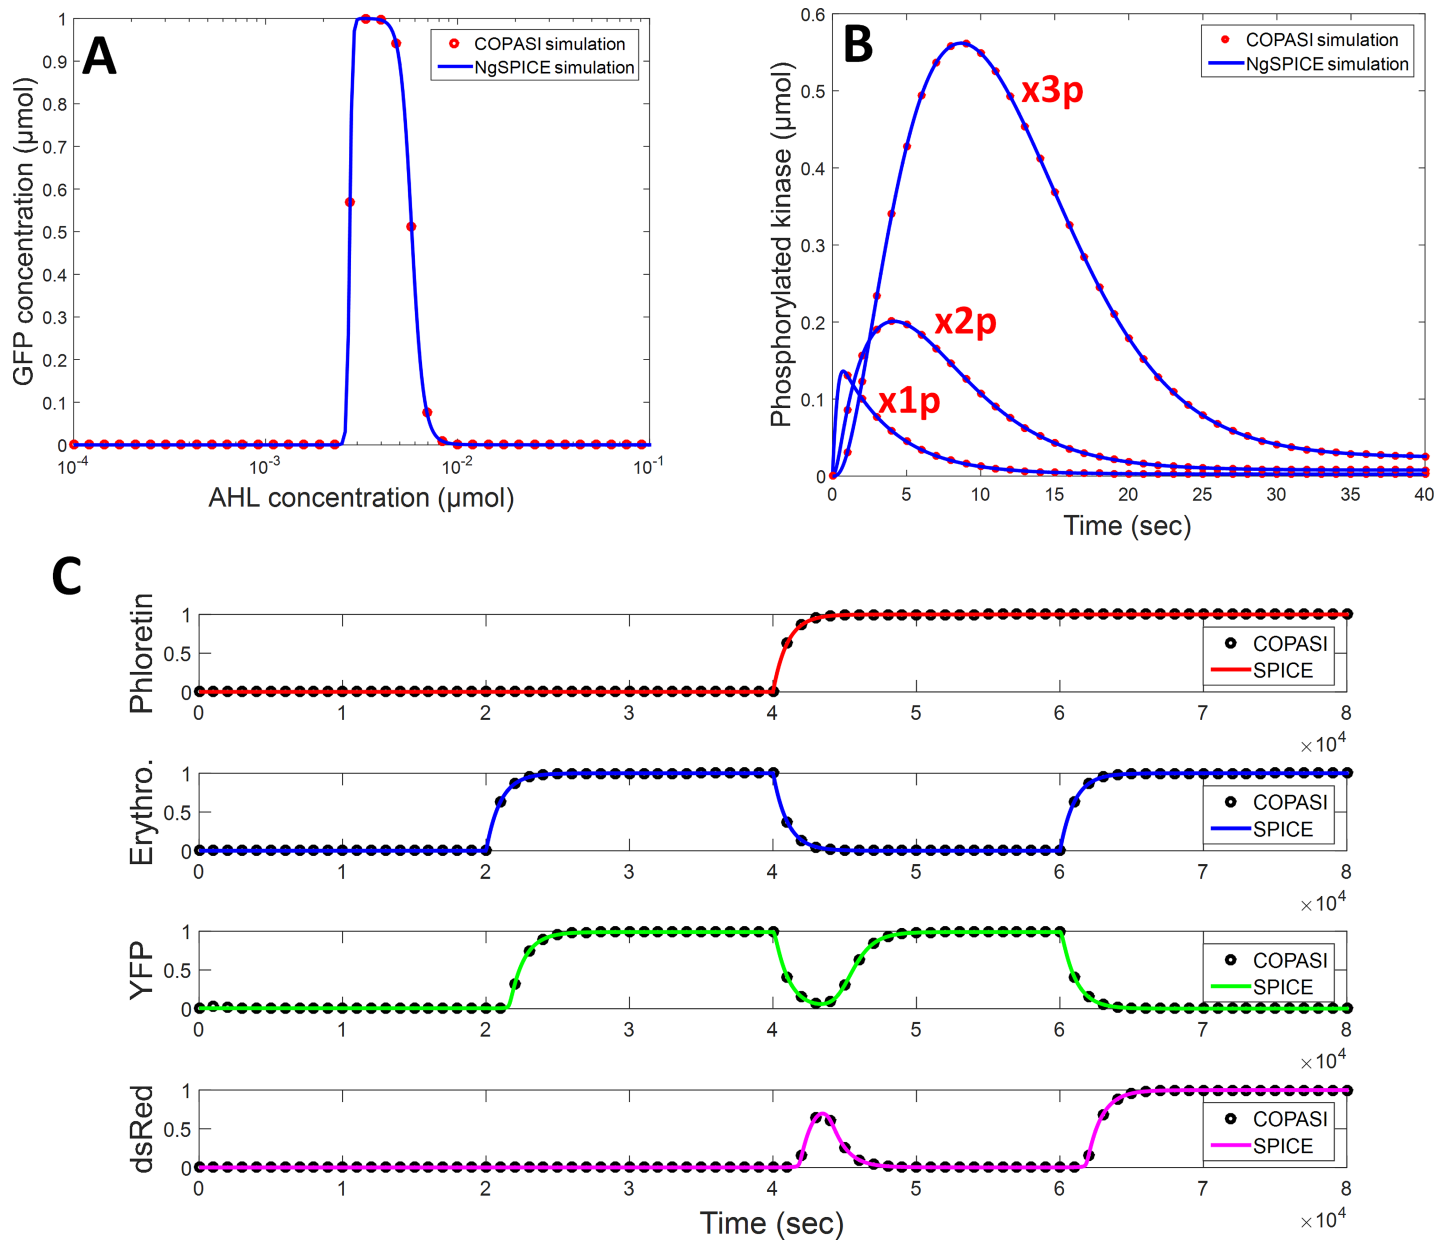 A
COPASI simulation
NgSPICE simulation
GFP concentration (µmol)
1
0.9
0.8
0.7
0.6
0.5
0.4
0.3
0.2
0.1
0
10-4 10-3 10-2 10-1
AHL concentration (µmol)
B
COPASI simulation
NgSPICE simulation
Phosphorylated kinase (µmol)
0.6
0.5
0.4
0.3
0.2
0.1
0
x3p
x2p
x1p
0 5 10 15 20 25 30 35 40
Time (sec)
C
Phloretin
1
0.5
0
COPASI
SPICE
0 1 2 3 4 5 6 7 8
×10 4
Erythro.
1
0.5
0
COPASI
SPICE
0 1 2 3 4 5 6 7 8
×10 4
YFP
1
0.5
0
COPASI
SPICE
0 1 2 3 4 5 6 7 8
×10 4
dsRed
1
0.5
0
COPASI
SPICE
0 1 2 3 4 5 6 7 8
×10 4
Time (sec)